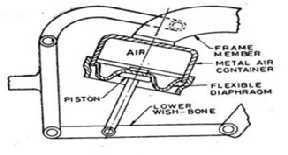 AIR
FRAME
MEMBER
METAL AIR
CONTAINER
FLEXIBLE
DIAPHRAGM
PISTON
LOWER
WISH-BONE